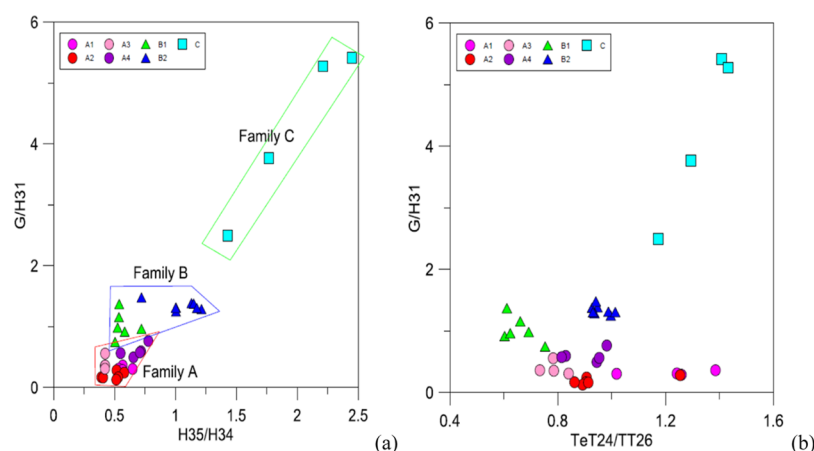 6
A1 A3 B1 C
A2 A4 B2
Family C
4
G/H31
2
Family B
Family A
0
0 0.5 1 1.5 2 2.5
H35/H34
(a)
6
A1 A3 B1 C
A2 A4 B2
4
G/H31
2
0
0.4 0.8 1.2 1.6
TeT24/TT26
(b)